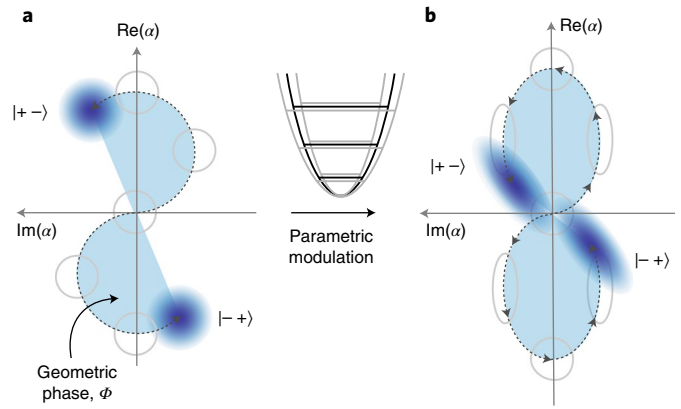 a
Re(α)
|+ −⟩
Im(α)
|− +⟩
Geometric
phase, Φ
Parametric
modulation
b
Re(α)
|+ −⟩
Im(α)
|− +⟩